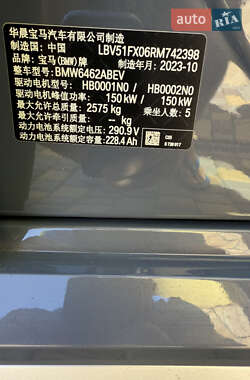 AUTO RIA
华晨宝马汽车有限公司制造
制造国: 中国 LBV51FX06RM742398
品牌: 宝马(BMW)牌 制造年月: 2023-10
整车型号: BMW6462ABEV
驱动电机型号: HB0001N0 / HB0002N0
驱动电机峰值功率: 150 kW / 150 kW
最大允许总质量: 2575 kg 乘坐人数: 5
最大允许牵引总质量: — kg
动力电池系统额定电压: 290.9 V
动力电池系统额定容量: 228.4 Ah